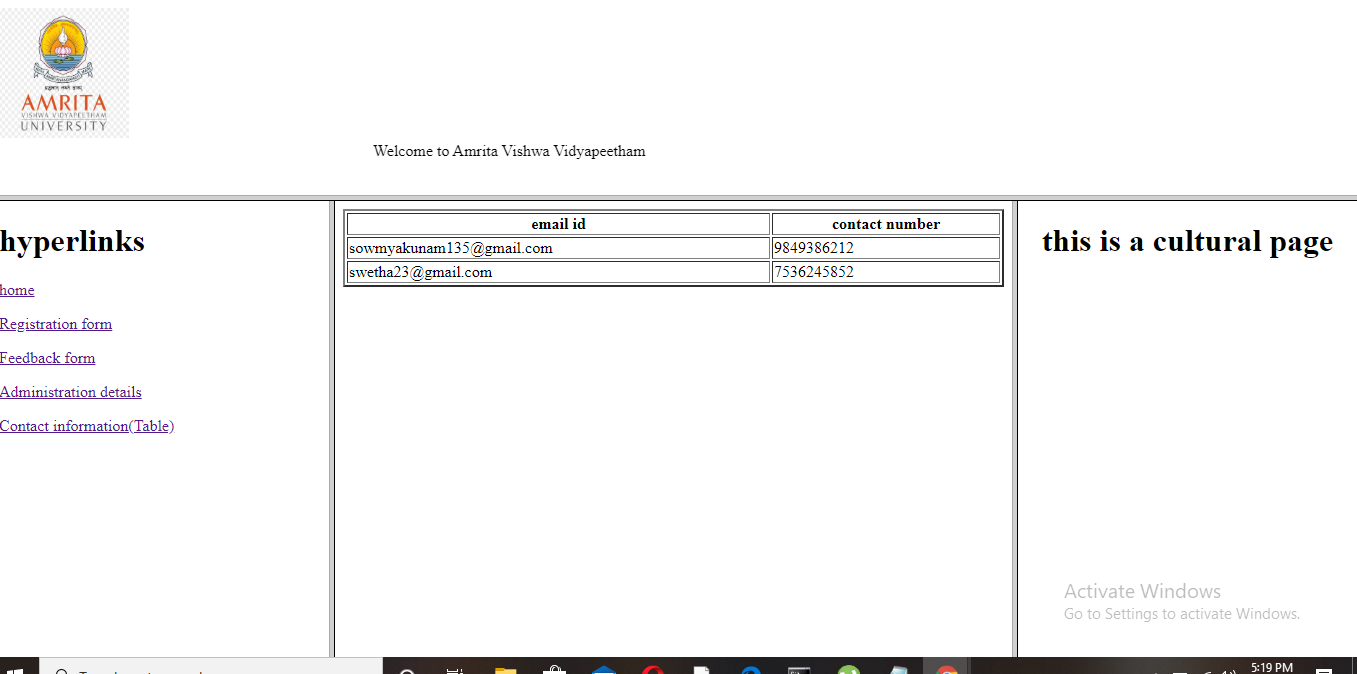 AMRITA
VISHWA VIDYAPEETHAM
UNIVERSITY
Welcome to Amrita Vishwa Vidyapeetham
hyperlinks
home
Registration form
Feedback form
Administration details
Contact information(Table)
email id contact number
sowmyakunam135@gmail.com 9849386212
swetha23@gmail.com 7536245852
this is a cultural page
Activate Windows
Go to Settings to activate Windows.
5:19 PM